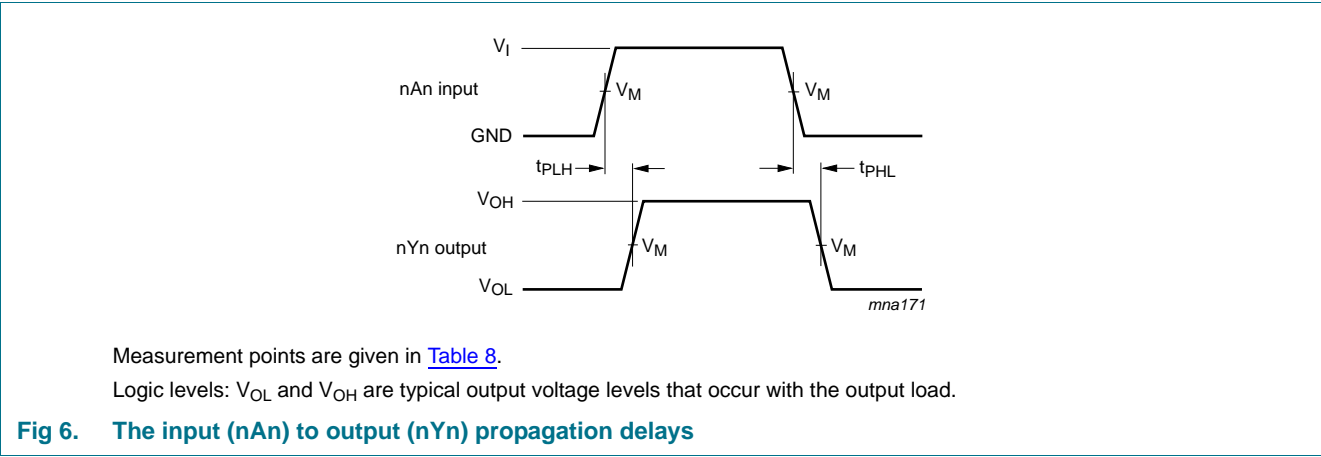 VI
nAn input
VM
VM
GND
tPLH
tPHL
VOH
nYn output
VM
VM
VOL
mna171
Measurement points are given in Table 8.
Logic levels: VOL and VOH are typical output voltage levels that occur with the output load.
Fig 6. The input (nAn) to output (nYn) propagation delays